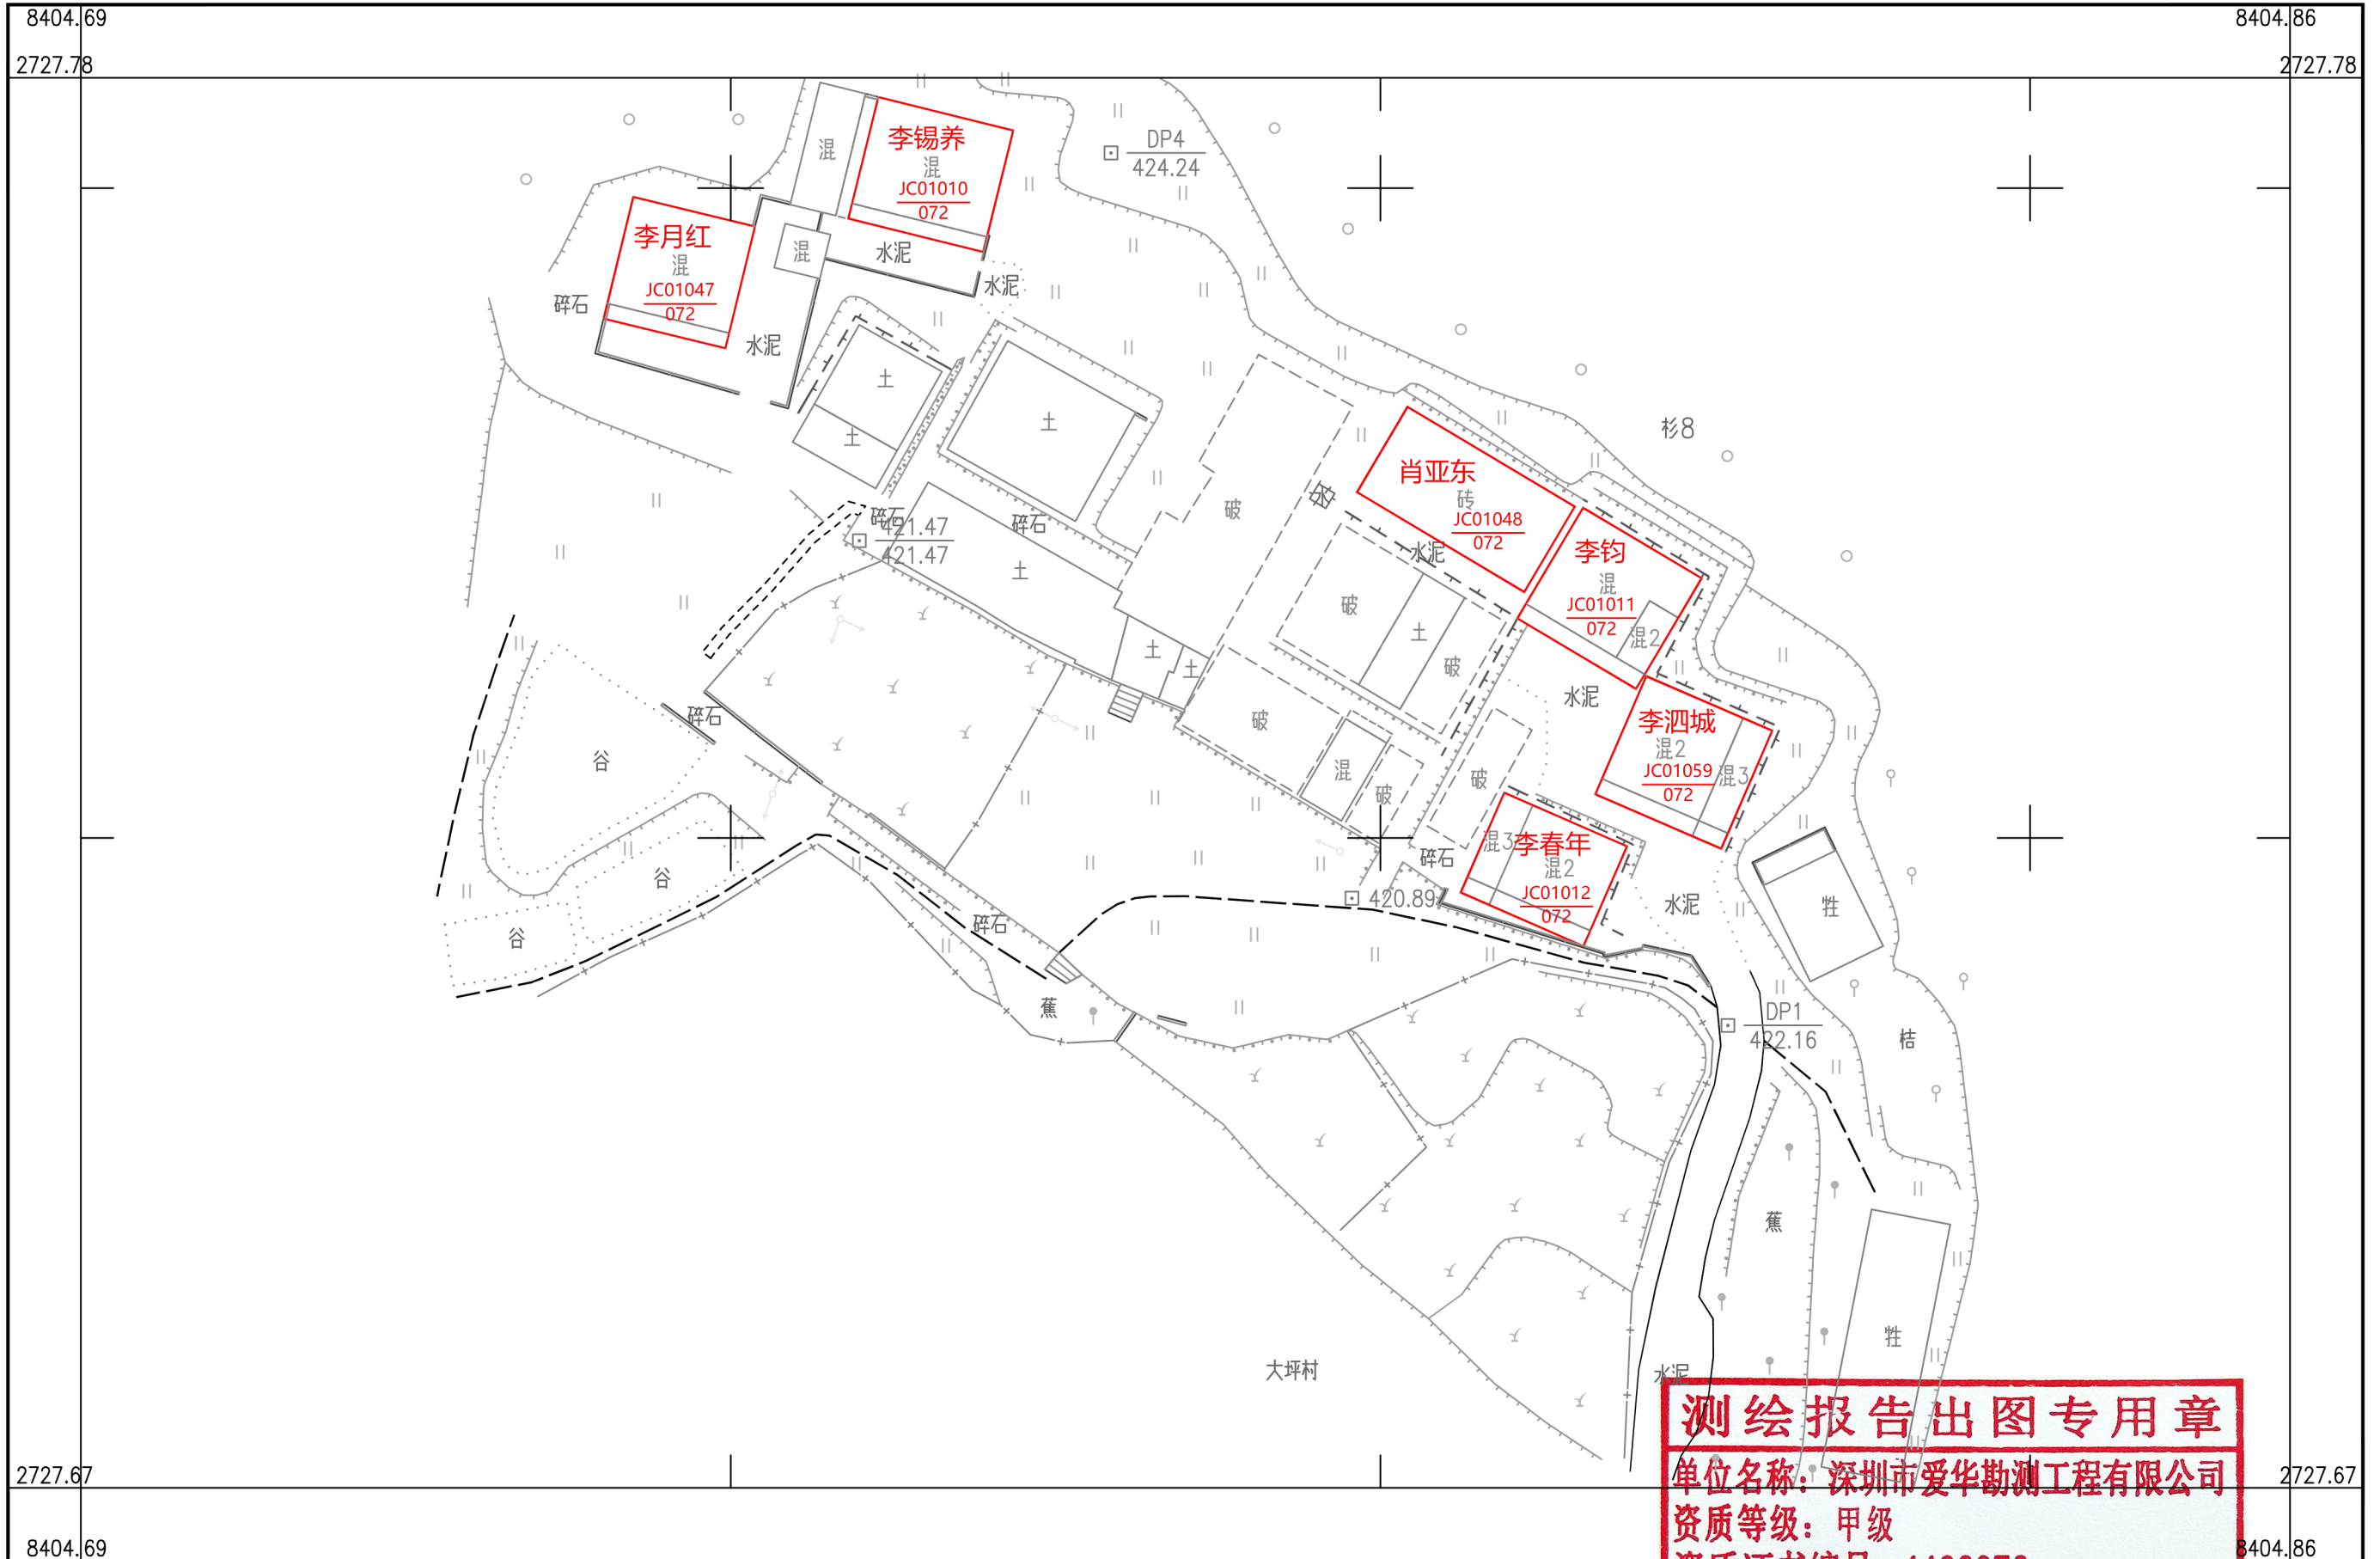 8404.69
8404.86
2727.78
2727.78
李锡养
混
混
JC01010
072
DP4
424.24
李月红
混
JC01047
072
混
水泥
水泥
碎石
水泥
土
土
土
杉8
肖亚东
砖
JC01048
072
破
水
碎石
421.47
421.47
碎石
水泥
土
李钧
混
JC01011
072
混2
破
土
破
土
土
水泥
碎石
破
李泗城
混2
JC01059
072
混3
谷
混
破
破
李春年
混3
混2
JC01012
072
碎石
420.89
谷
谷
碎石
水泥
牲
蕉
DP1
422.16
桔
蕉
牲
大坪村
水泥
测绘报告出图专用章
2727.67
2727.67
单位名称：深圳市爱华勘测工程有限公司
资质等级：甲级
8404.69
8404.86